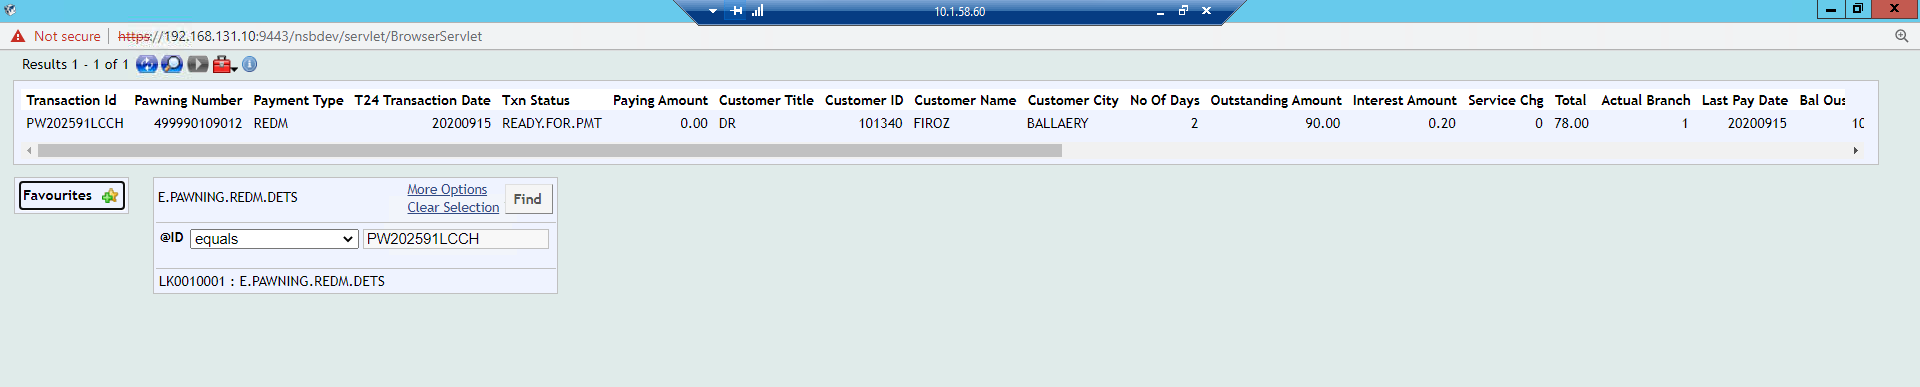 10.1.58.60
Not secure https://192.168.131.10:9443/nsbdev/servlet/BrowserServlet
Results 1 - 1 of 1
Transaction Id Pawning Number Payment Type T24 Transaction Date Txn Status Paying Amount Customer Title Customer ID Customer Name Customer City No Of Days Outstanding Amount Interest Amount Service Chg Total Actual Branch Last Pay Date Bal Ous
PW202591LCCH 499990109012 REDM 20200915 READY.FOR.PMT 0.00 DR 101340 FIROZ BALLAERY 2 90.00 0.20 0 78.00 1 20200915 10
Favourites
E.PAWNING.REDM.DETS
More Options
Clear Selection
Find
@ID equals PW202591LCCH
LK0010001 : E.PAWNING.REDM.DETS